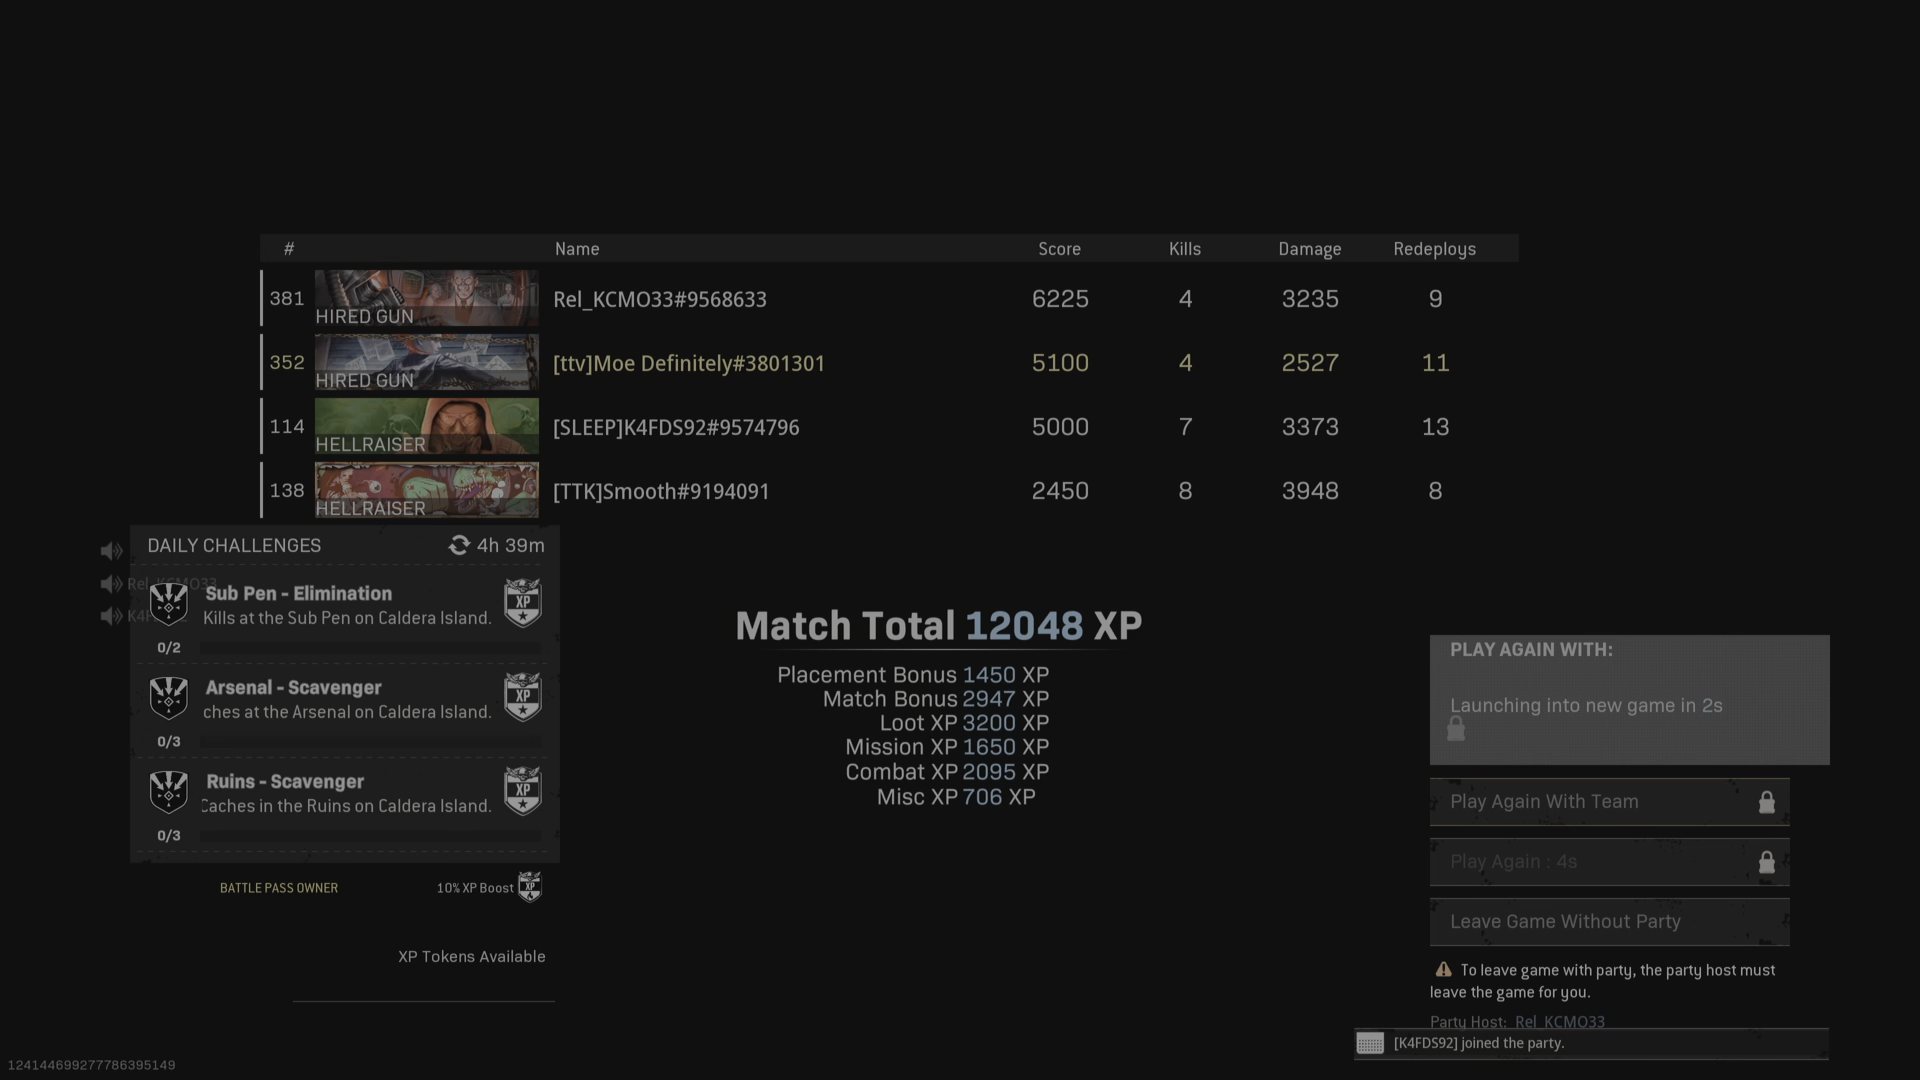 # Name Score Kills Damage Redeploys
381 HIRED GUN Rel_KCMO33#9568633 6225 4 3235 9
352 HIRED GUN [ttv]Moe Definitely#3801301 5100 4 2527 11
114 HELLRAISER [SLEEP]K4FDS92#9574796 5000 7 3373 13
138 HELLRAISER [TTK]Smooth#9194091 2450 8 3948 8
DAILY CHALLENGES 4h 39m
Rel_KCMO33
Sub Pen - Elimination
XP
Kills at the Sub Pen on Caldera Island.
0/2
Arsenal - Scavenger
XP
ches at the Arsenal on Caldera Island.
0/3
Ruins - Scavenger
XP
Caches in the Ruins on Caldera Island.
0/3
BATTLE PASS OWNER 10% XP Boost XP
XP Tokens Available
Match Total 12048 XP
Placement Bonus 1450 XP
Match Bonus 2947 XP
Loot XP 3200 XP
Mission XP 1650 XP
Combat XP 2095 XP
Misc XP 706 XP
PLAY AGAIN WITH:
Launching into new game in 2s
Play Again With Team
Play Again : 4s
Leave Game Without Party
To leave game with party, the party host must
leave the game for you.
Party Host: Rel_KCMO33
[K4FDS92] joined the party.
124144699277786395149